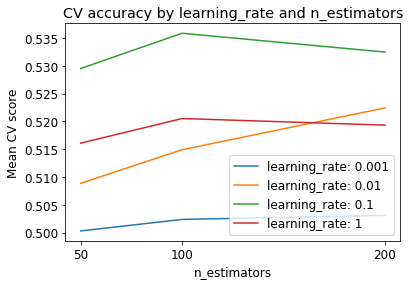 CV accuracy by learning_rate and n_estimators
Mean CV score
0.535
0.530
0.525
0.520
0.515
0.510
0.505
0.500
learning_rate: 0.001
learning_rate: 0.01
learning_rate: 0.1
learning_rate: 1
50
100
200
n_estimators